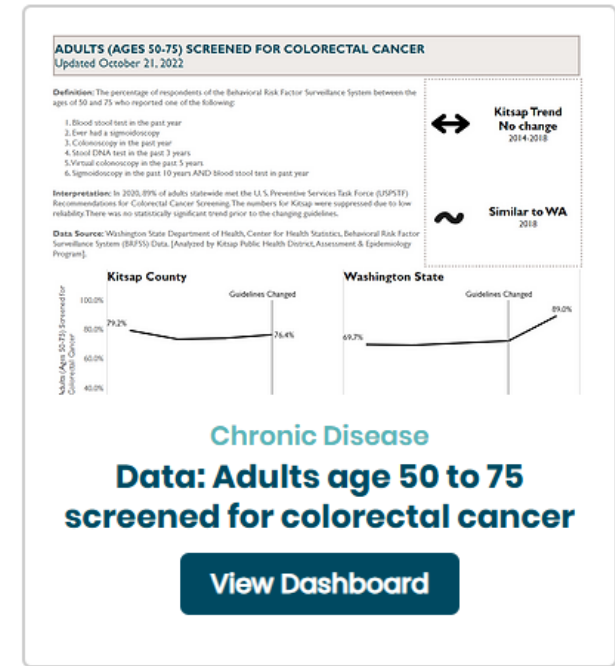 ADULTS (AGES 50-75) SCREENED FOR COLORECTAL CANCER
Updated October 21, 2022
Definition: The percentage of respondents of the Behavioral Risk Factor Surveillance System between the
ages of 50 and 75 who reported one of the following:
1. Blood stool test in the past year
2. Ever had a sigmoidoscopy
3. Colonoscopy in the past year
4. Stool DNA test in the past 3 years
5. Virtual colonoscopy in the past 5 years
6. Sigmoidoscopy in the past 10 years AND blood stool test in past year
Interpretation: In 2020, 89% of adults statewide met the U.S. Preventive Services Task Force (USPSTF)
Recommendations for Colorectal Cancer Screening. The numbers for Kitsap were suppressed due to low
reliability. There was no statistically significant trend prior to the changing guidelines.
Data Source: Washington State Department of Health, Center for Health Statistics, Behavioral Risk Factor
Surveillance System (BRFSS) Data. [Analyzed by Kitsap Public Health District, Assessment & Epidemiology
Program].
Kitsap Trend
No change
2014-2018
Similar to WA
2018
Kitsap County
Washington State
Adults (Ages 50-75) Screened for
Colorectal Cancer
100.0%
80.0%
60.0%
40.0%
Guidelines Changed
79.2%
76.4%
Guidelines Changed
69.7%
89.0%
Chronic Disease
Data: Adults age 50 to 75
screened for colorectal cancer
View Dashboard